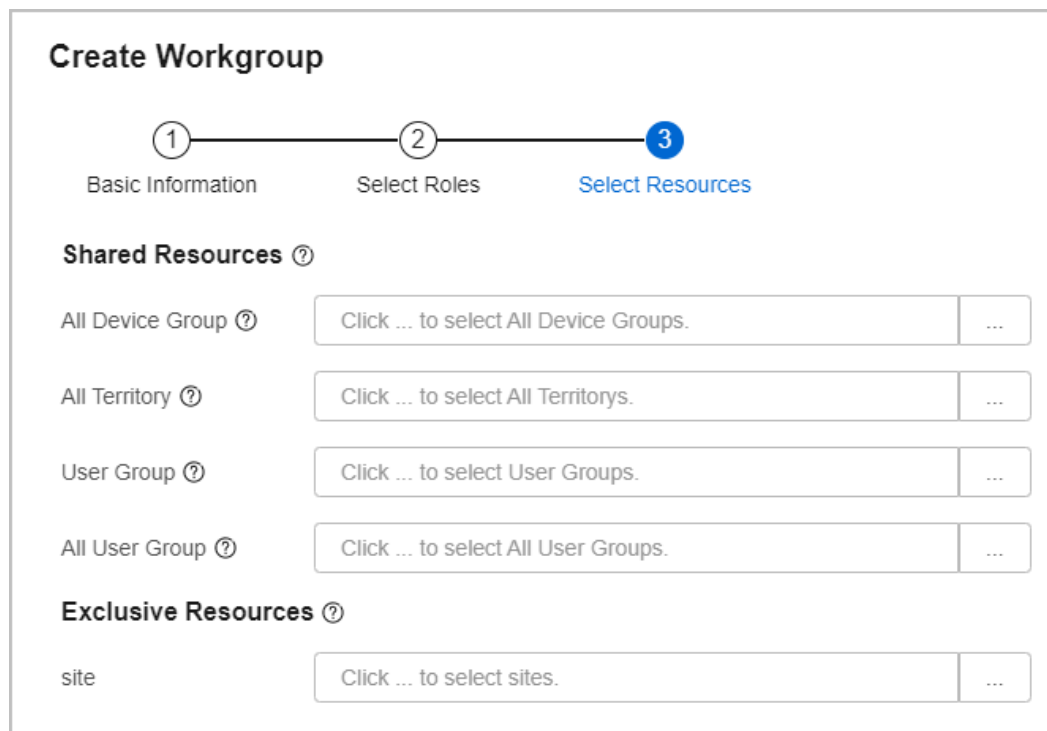 Create Workgroup
1 2 3
Basic Information Select Roles Select Resources
Shared Resources ?
All Device Group ? Click ... to select All Device Groups. ...
All Territory ? Click ... to select All Territorys. ...
User Group ? Click ... to select User Groups. ...
All User Group ? Click ... to select All User Groups. ...
Exclusive Resources ?
site Click ... to select sites. ...